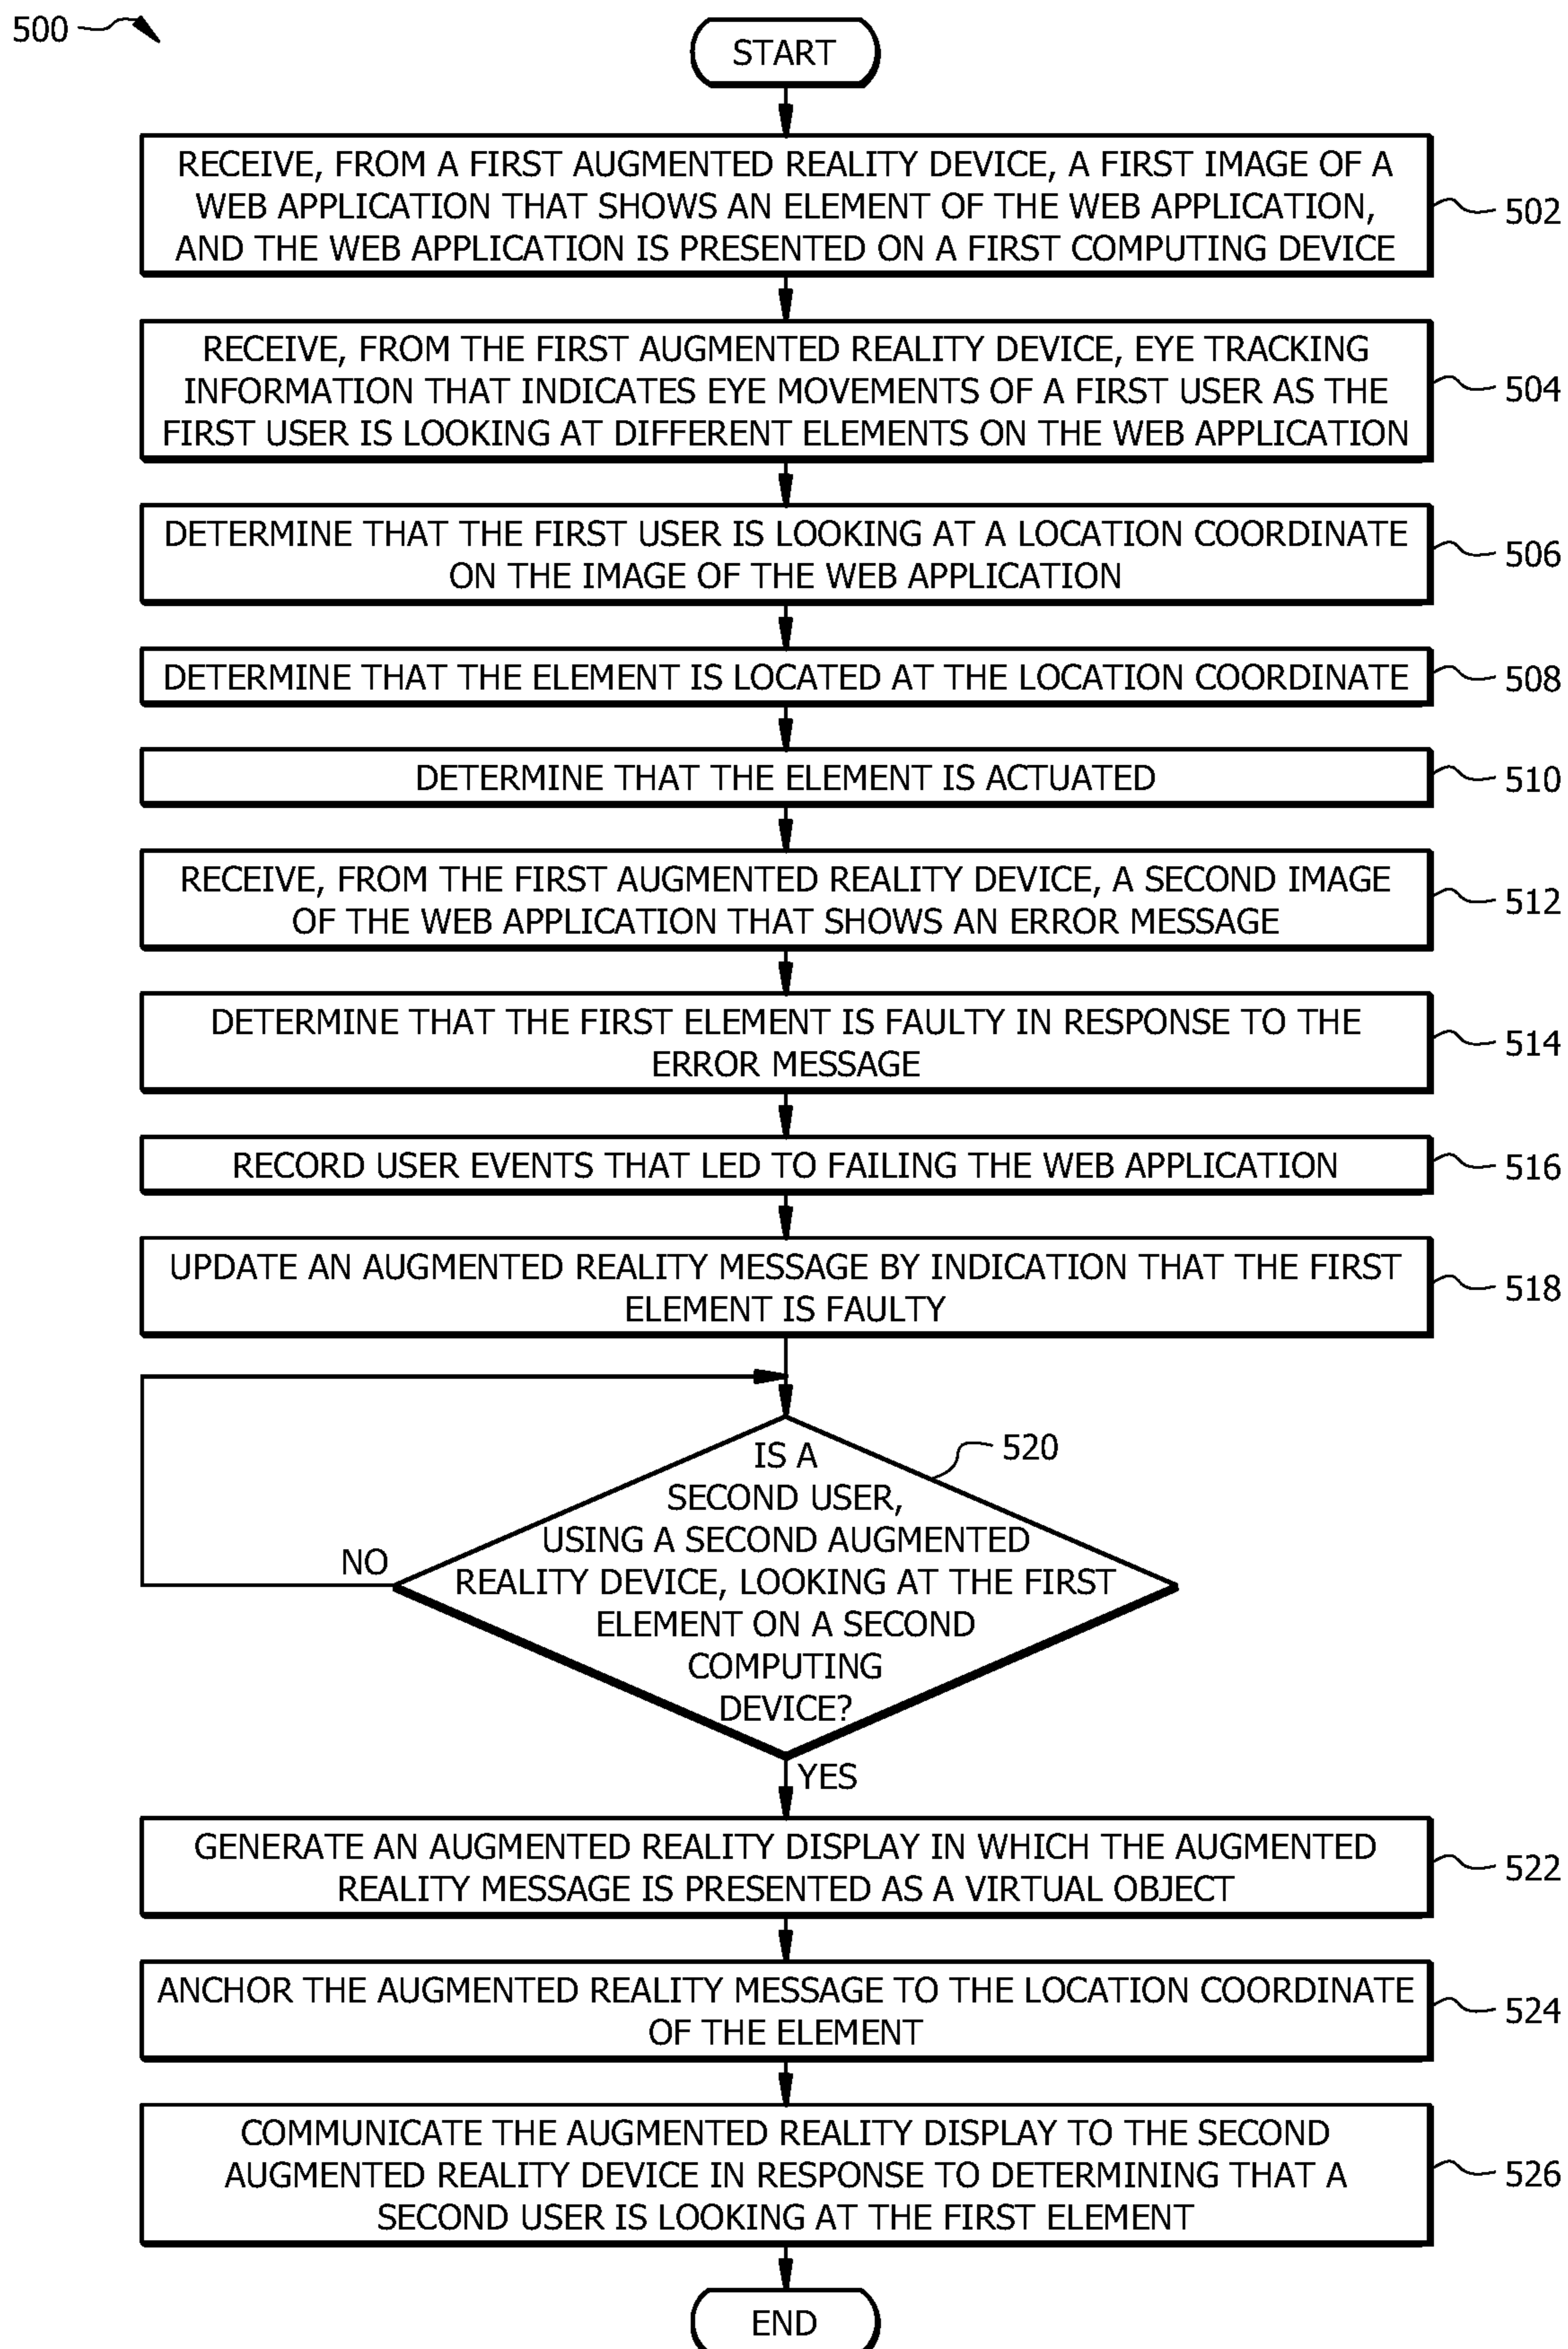 500
START
RECEIVE, FROM A FIRST AUGMENTED REALITY DEVICE, A FIRST IMAGE OF A
WEB APPLICATION THAT SHOWS AN ELEMENT OF THE WEB APPLICATION,
AND THE WEB APPLICATION IS PRESENTED ON A FIRST COMPUTING DEVICE
502
RECEIVE, FROM THE FIRST AUGMENTED REALITY DEVICE, EYE TRACKING
INFORMATION THAT INDICATES EYE MOVEMENTS OF A FIRST USER AS THE
FIRST USER IS LOOKING AT DIFFERENT ELEMENTS ON THE WEB APPLICATION
504
DETERMINE THAT THE FIRST USER IS LOOKING AT A LOCATION COORDINATE
ON THE IMAGE OF THE WEB APPLICATION
506
DETERMINE THAT THE ELEMENT IS LOCATED AT THE LOCATION COORDINATE
508
DETERMINE THAT THE ELEMENT IS ACTUATED
510
RECEIVE, FROM THE FIRST AUGMENTED REALITY DEVICE, A SECOND IMAGE
OF THE WEB APPLICATION THAT SHOWS AN ERROR MESSAGE
512
DETERMINE THAT THE FIRST ELEMENT IS FAULTY IN RESPONSE TO THE
ERROR MESSAGE
514
RECORD USER EVENTS THAT LED TO FAILING THE WEB APPLICATION
516
UPDATE AN AUGMENTED REALITY MESSAGE BY INDICATION THAT THE FIRST
ELEMENT IS FAULTY
518
IS A
SECOND USER,
USING A SECOND AUGMENTED
REALITY DEVICE, LOOKING AT THE FIRST
ELEMENT ON A SECOND
COMPUTING
DEVICE?
520
NO
YES
GENERATE AN AUGMENTED REALITY DISPLAY IN WHICH THE AUGMENTED
REALITY MESSAGE IS PRESENTED AS A VIRTUAL OBJECT
522
ANCHOR THE AUGMENTED REALITY MESSAGE TO THE LOCATION COORDINATE
OF THE ELEMENT
524
COMMUNICATE THE AUGMENTED REALITY DISPLAY TO THE SECOND
AUGMENTED REALITY DEVICE IN RESPONSE TO DETERMINING THAT A
SECOND USER IS LOOKING AT THE FIRST ELEMENT
526
END